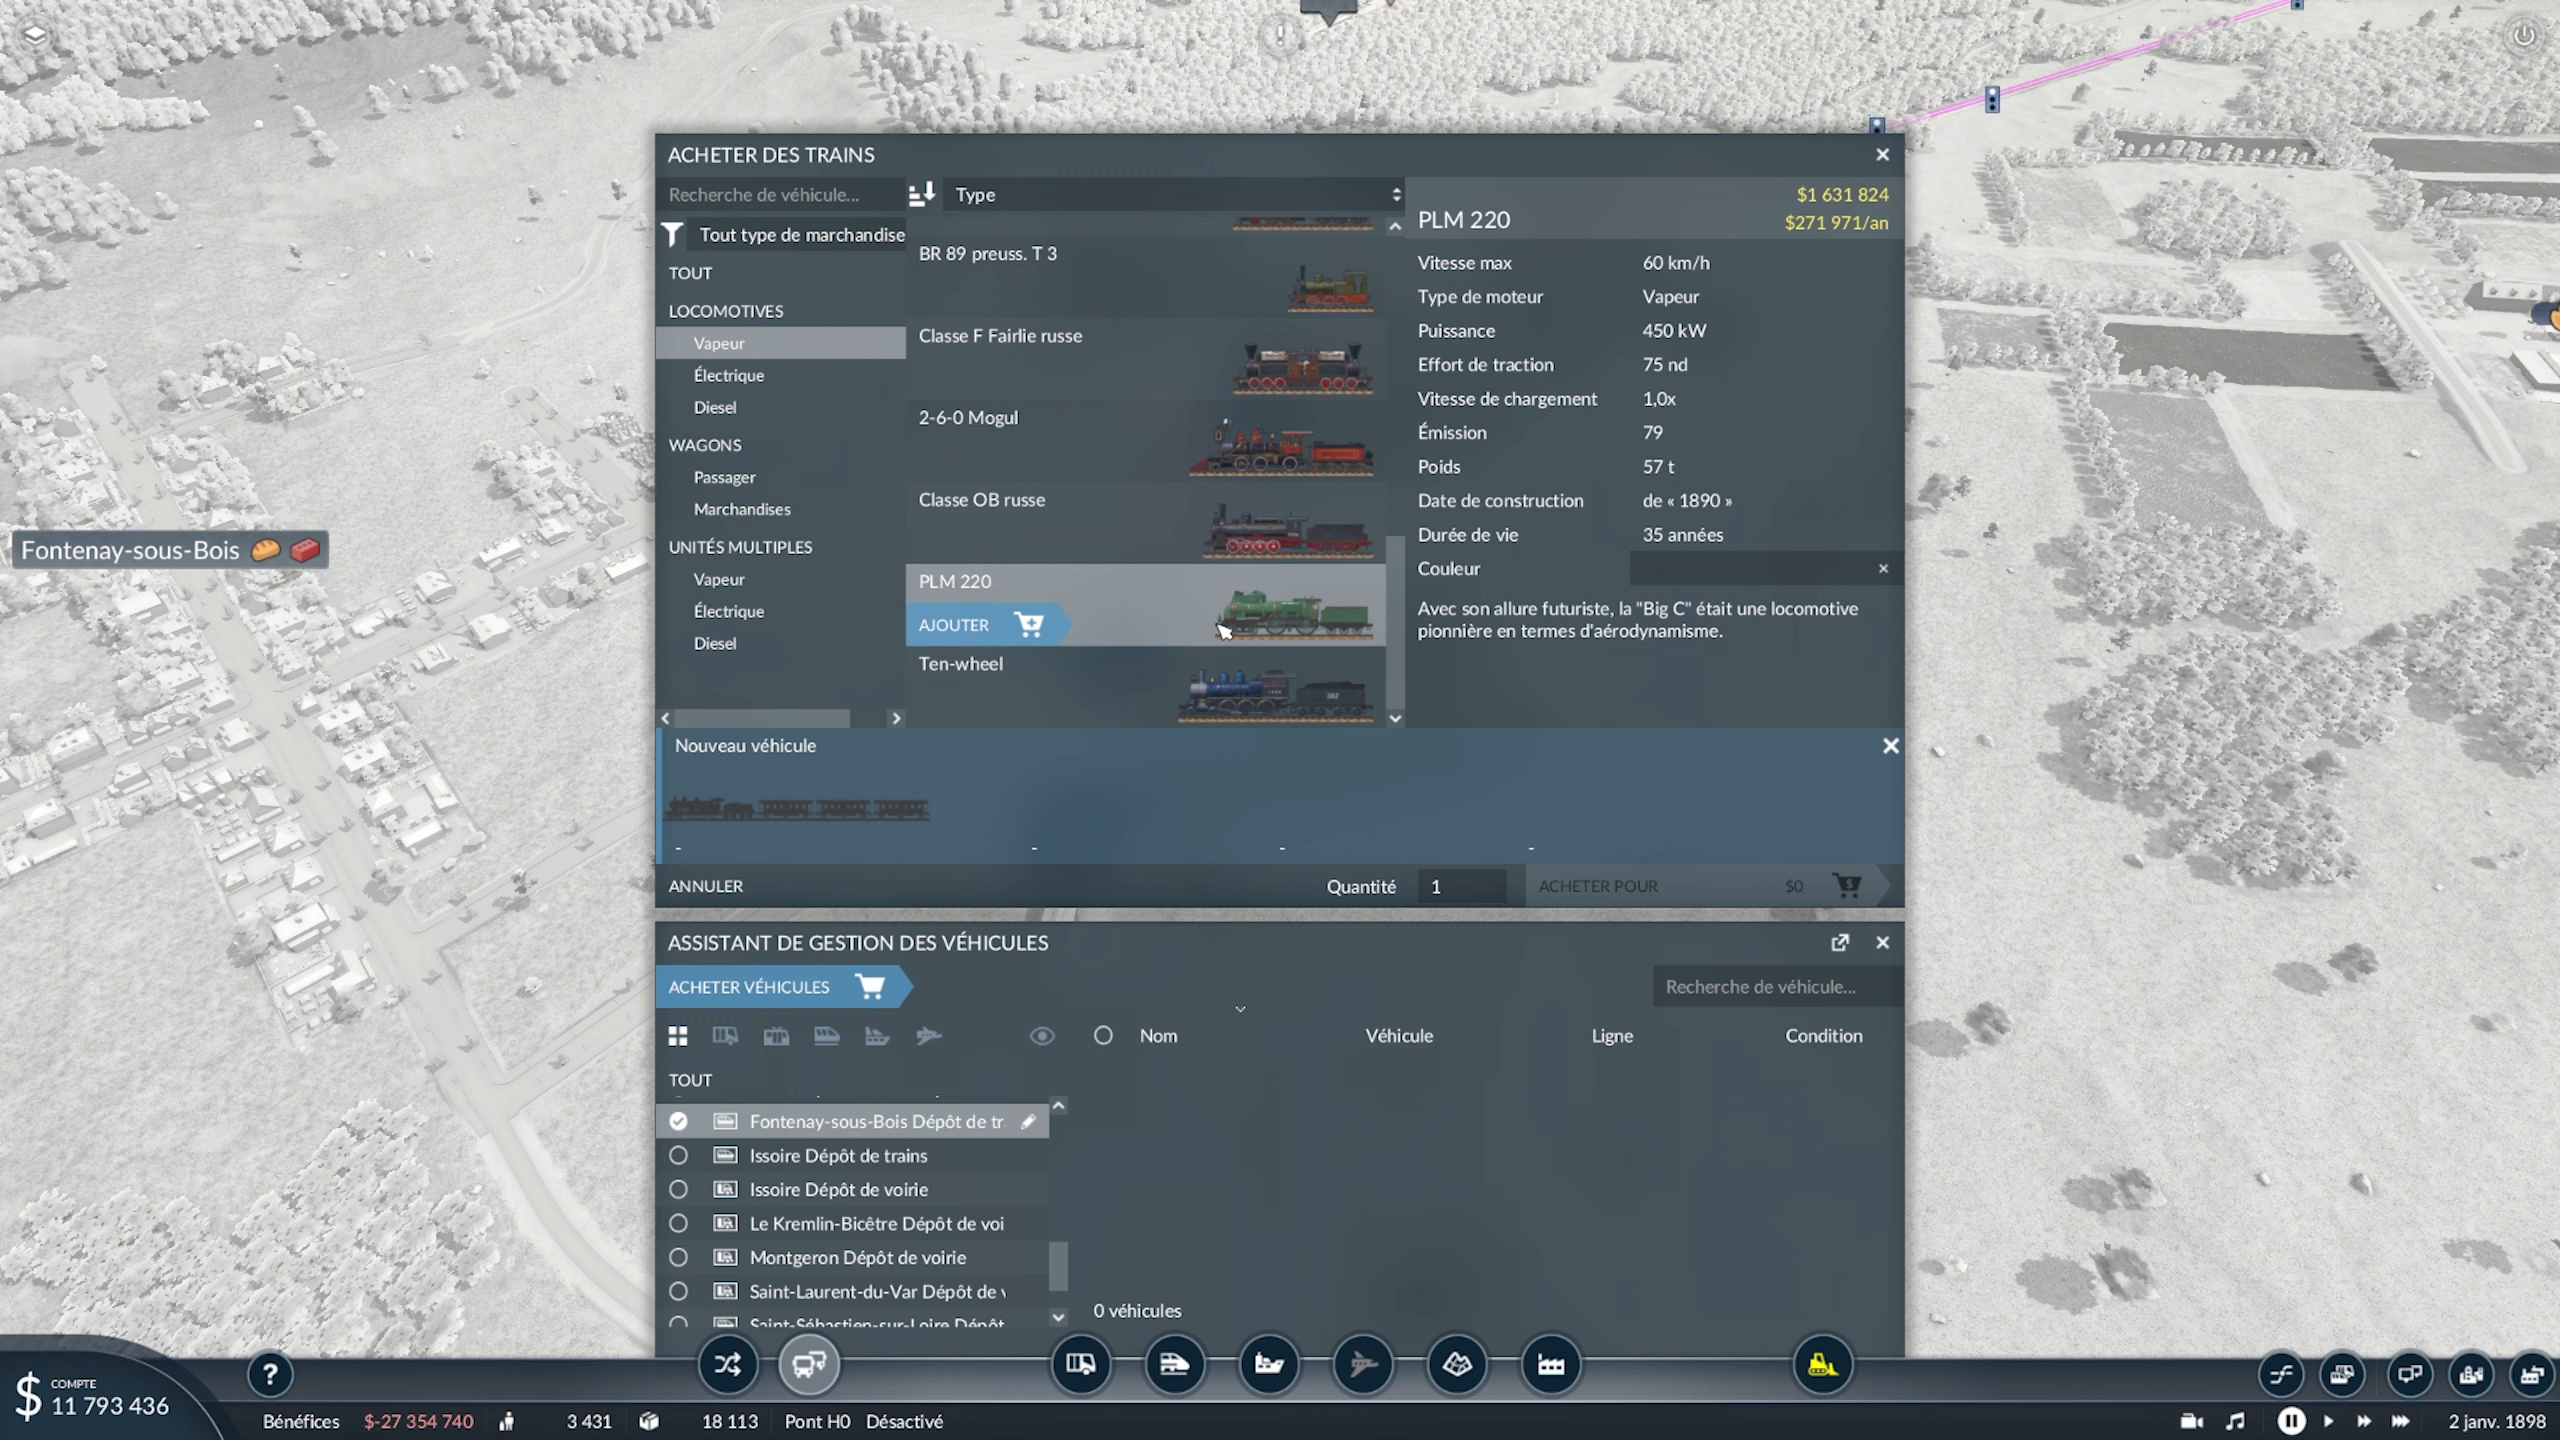 ACHETER DES TRAINS
Recherche de véhicule...
Type
Tout type de marchandise
TOUT
LOCOMOTIVES
Vapeur
Électrique
Diesel
WAGONS
Passager
Marchandises
UNITÉS MULTIPLES
Vapeur
Électrique
Diesel
BR 89 preuss. T 3
Classe F Fairlie russe
2-6-0 Mogul
Classe OB russe
PLM 220
AJOUTER
Ten-wheel
$1 631 824
PLM 220
$271 971/an
Vitesse max 60 km/h
Type de moteur Vapeur
Puissance 450 kW
Effort de traction 75 nd
Vitesse de chargement 1,0x
Émission 79
Poids 57 t
Date de construction de « 1890 »
Durée de vie 35 années
Couleur
Avec son allure futuriste, la "Big C" était une locomotive
pionnière en termes d'aérodynamisme.
Fontenay-sous-Bois
Nouveau véhicule
- - - -
ANNULER
Quantité 1
ACHETER POUR $0
ASSISTANT DE GESTION DES VÉHICULES
ACHETER VÉHICULES
Recherche de véhicule...
Nom Véhicule Ligne Condition
TOUT
Fontenay-sous-Bois Dépôt de tr
Issoire Dépôt de trains
Issoire Dépôt de voirie
Le Kremlin-Bicêtre Dépôt de voi
Montgeron Dépôt de voirie
Saint-Laurent-du-Var Dépôt de v
Saint-Sébastien-sur-Loire Dépôt
0 véhicules
$ COMPTE
11 793 436
?
Bénéfices $-27 354 740 3 431 18 113 Pont H0 Désactivé
2 janv. 1898